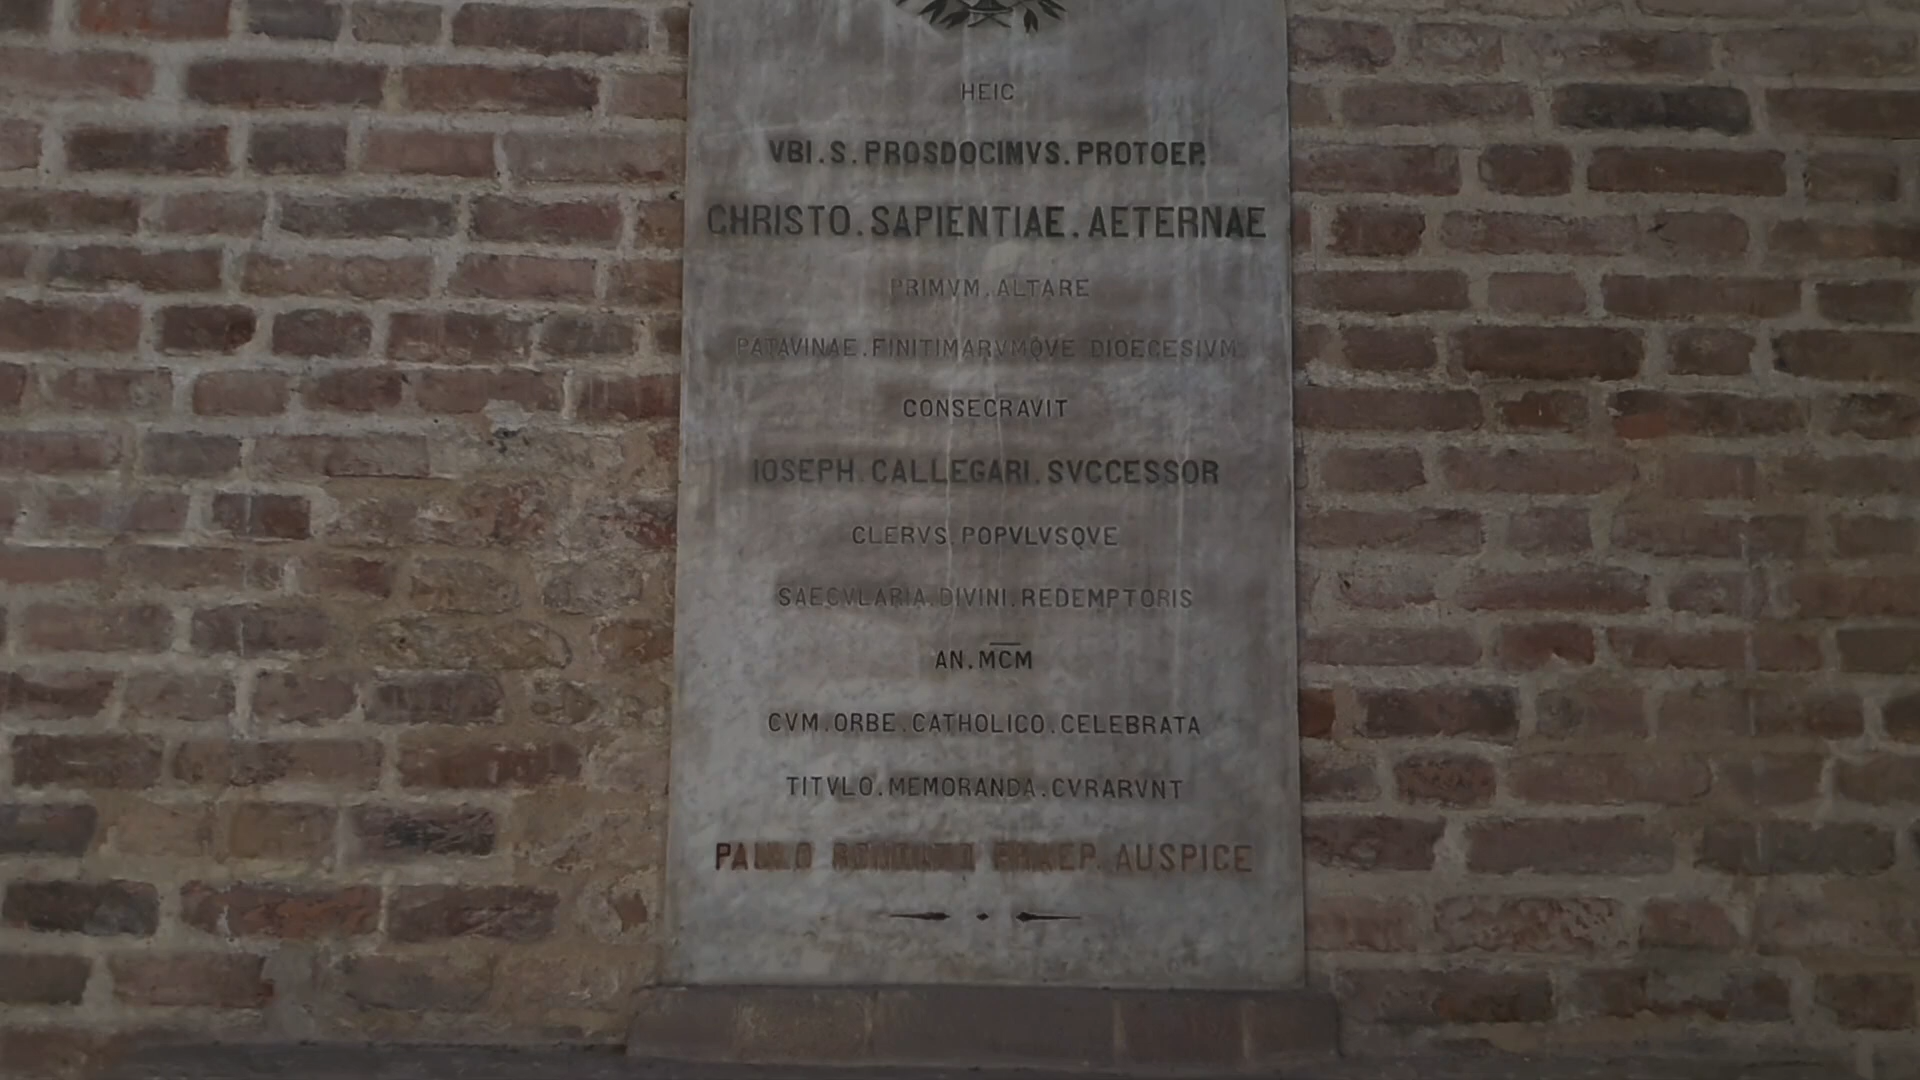 HEIC
VBI. S. PROSDOCIMVS. PROTOEP.
CHRISTO. SAPIENTIAE. AETERNAE
PRIMVM. ALTARE
PATAVINAE. FINITIMARVMQVE DIOECESIVM
CONSECRAVIT
IOSEPH. CALLEGARI. SVCCESSOR
CLERVS. POPVLVSQVE
SAECVLARIA. DIVINI. REDEMPTORIS
AN. MCM
CVM. ORBE. CATHOLICO. CELEBRATA
TITVLO. MEMORANDA. CVRARVNT
AUSPICE